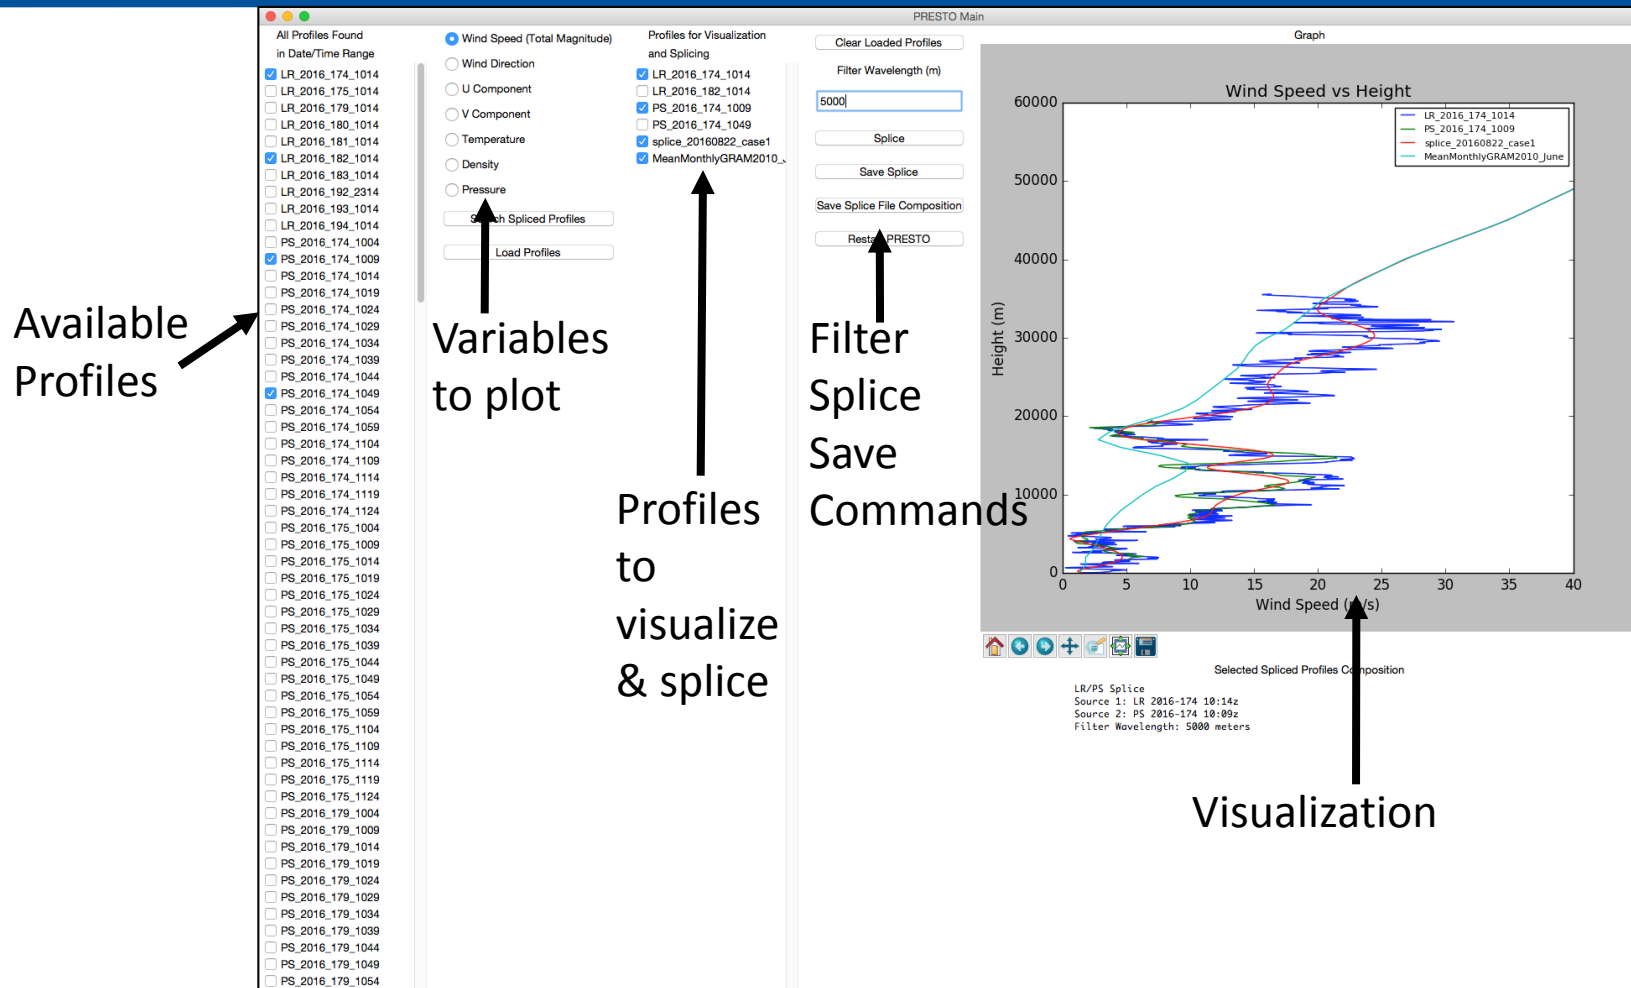 PRESTO Main
All Profiles Found
in Date/Time Range
LR_2016_174_1014
LR_2016_175_1014
LR_2016_179_1014
LR_2016_180_1014
LR_2016_181_1014
LR_2016_182_1014
LR_2016_183_1014
LR_2016_192_2314
LR_2016_193_1014
LR_2016_194_1014
PS_2016_174_1004
PS_2016_174_1009
PS_2016_174_1014
PS_2016_174_1019
PS_2016_174_1024
PS_2016_174_1029
PS_2016_174_1034
PS_2016_174_1039
PS_2016_174_1044
PS_2016_174_1049
PS_2016_174_1054
PS_2016_174_1059
PS_2016_174_1104
PS_2016_174_1109
PS_2016_174_1114
PS_2016_174_1119
PS_2016_174_1124
PS_2016_175_1004
PS_2016_175_1009
PS_2016_175_1014
PS_2016_175_1019
PS_2016_175_1024
PS_2016_175_1029
PS_2016_175_1034
PS_2016_175_1039
PS_2016_175_1044
PS_2016_175_1049
PS_2016_175_1054
PS_2016_175_1059
PS_2016_175_1104
PS_2016_175_1109
PS_2016_175_1114
PS_2016_175_1119
PS_2016_175_1124
PS_2016_179_1004
PS_2016_179_1009
PS_2016_179_1014
PS_2016_179_1019
PS_2016_179_1024
PS_2016_179_1029
PS_2016_179_1034
PS_2016_179_1039
PS_2016_179_1044
PS_2016_179_1049
PS_2016_179_1054
Available
Profiles
Wind Speed (Total Magnitude)
Wind Direction
U Component
V Component
Temperature
Density
Pressure
Spliced Profiles
Load Profiles
Variables
to plot
Profiles for Visualization
and Splicing
LR_2016_174_1014
LR_2016_182_1014
PS_2016_174_1009
PS_2016_174_1049
splice_20160822_case1
MeanMonthlyGRAM2010_
Profiles
to
visualize
& splice
Clear Loaded Profiles
Filter Wavelength (m)
5000
Splice
Save Splice
Save Splice File Composition
PRESTO
Filter
Splice
Save
Commands
Graph
Wind Speed vs Height
LR_2016_174_1014
PS_2016_174_1009
splice_20160822_case1
MeanMonthlyGRAM2010_June
60000
50000
40000
30000
20000
10000
0
Height (m)
0 5 10 15 20 25 30 35 40
Wind Speed (m/s)
Selected Spliced Profiles Composition
LR/PS Splice
Source 1: LR 2016-174 10:14z
Source 2: PS 2016-174 10:09z
Filter Wavelength: 5000 meters
Visualization